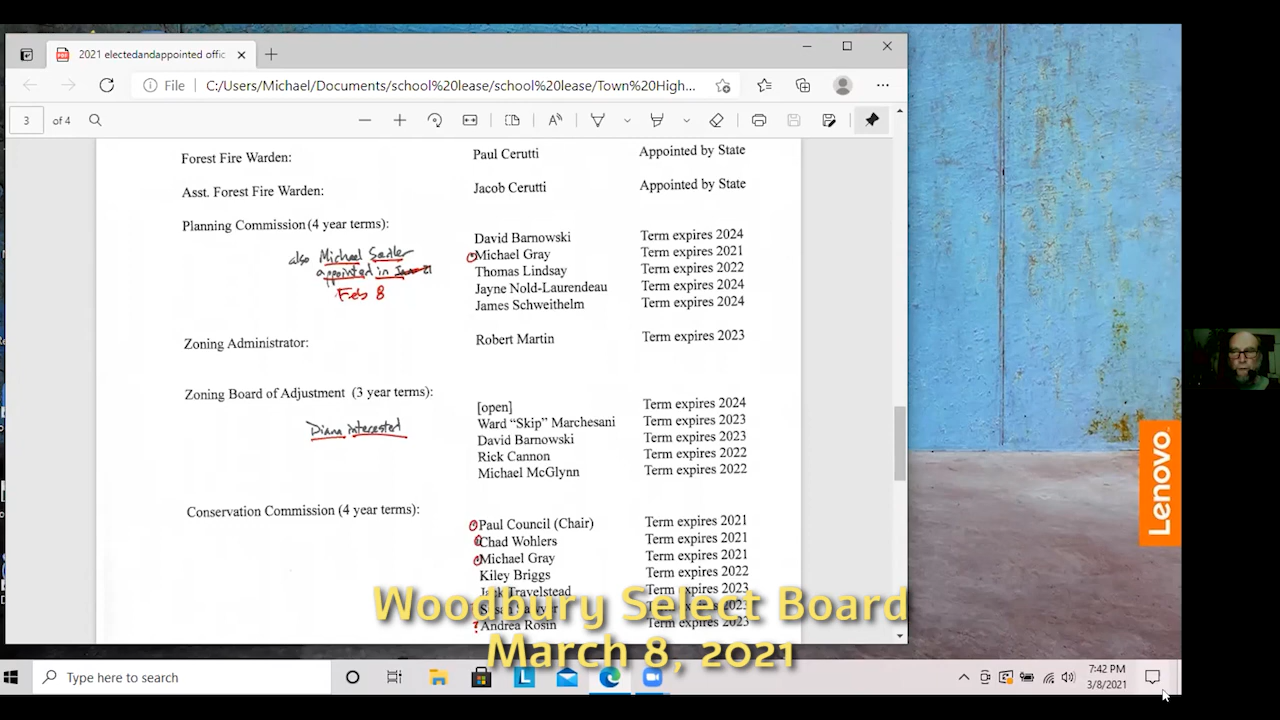 2021 electedandappointed offic
File C:/Users/Michael/Documents/school%20lease/school%20lease/Town%20High...
3 of 4
Forest Fire Warden: Paul Cerutti Appointed by State
Asst. Forest Fire Warden: Jacob Cerutti Appointed by State
Planning Commission (4 year terms):
David Barnowski Term expires 2024
also Michael Sadler Michael Gray Term expires 2021
appointed in Thomas Lindsay Term expires 2022
Feb 8 Jayne Nold-Laurendeau Term expires 2024
James Schweithelm Term expires 2024
Zoning Administrator: Robert Martin Term expires 2023
Zoning Board of Adjustment (3 year terms):
[open] Term expires 2024
Diana interested Ward "Skip" Marchesani Term expires 2023
David Barnowski Term expires 2023
Rick Cannon Term expires 2022
Michael McGlynn Term expires 2022
Conservation Commission (4 year terms):
Paul Council (Chair) Term expires 2021
Chad Wohlers Term expires 2021
Michael Gray Term expires 2021
Kiley Briggs Term expires 2022
Jack Travelstead Term expires 2023
Term expires 2023
? Andrea Rosin Term expires 2023
Woodbury Select Board
March 8, 2021
Lenovo
Type here to search
7:42 PM
3/8/2021